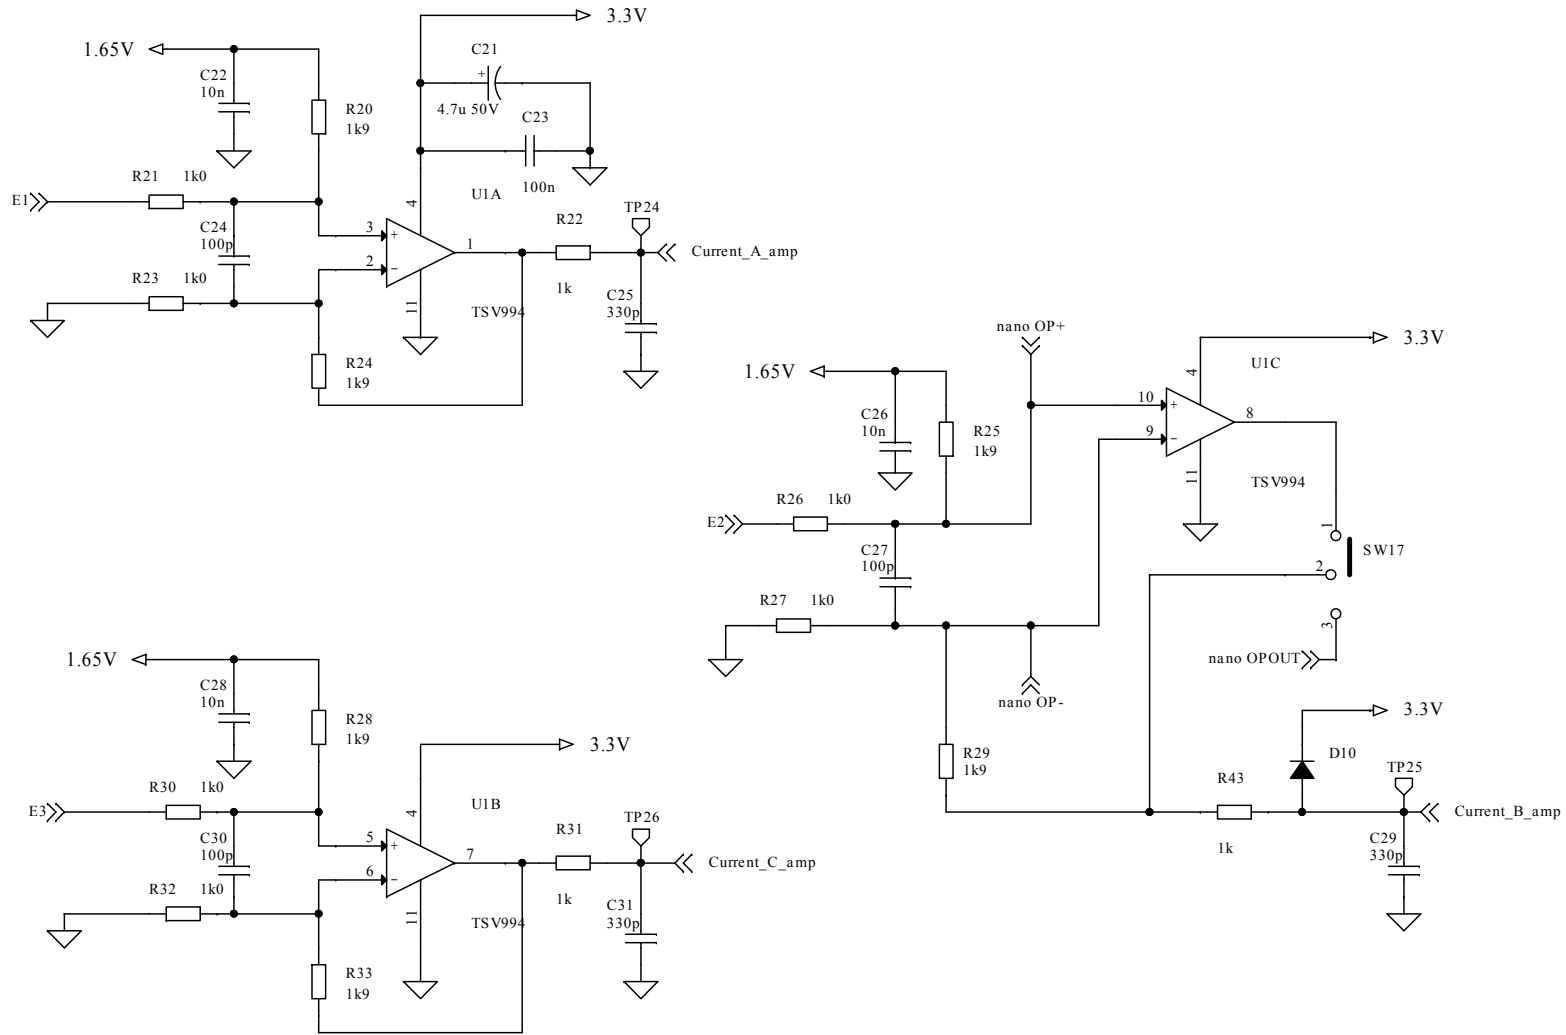 3.3V
1.65V
C21
+
4.7u 50V
C22
10n
R20
1k9
C23
100n
R21 1k0
E1
U1A
4
C24
100p
3
+
2
−
1
11
TSV994
R22
1k
TP24
Current_A_amp
R23 1k0
C25
330p
R24
1k9
nano OP+
3.3V
1.65V
U1C
4
C26
10n
R25
1k9
10
+
9
−
8
11
TSV994
R26 1k0
E2
C27
100p
1
SW17
2
3
R27 1k0
nano OPOUT
nano OP-
R29
1k9
3.3V
D10
TP25
R43
1k
Current_B_amp
C29
330p
1.65V
C28
10n
R28
1k9
3.3V
R30 1k0
E3
U1B
4
C30
100p
5
+
6
−
7
11
TSV994
R31
1k
TP26
Current_C_amp
R32 1k0
C31
330p
R33
1k9